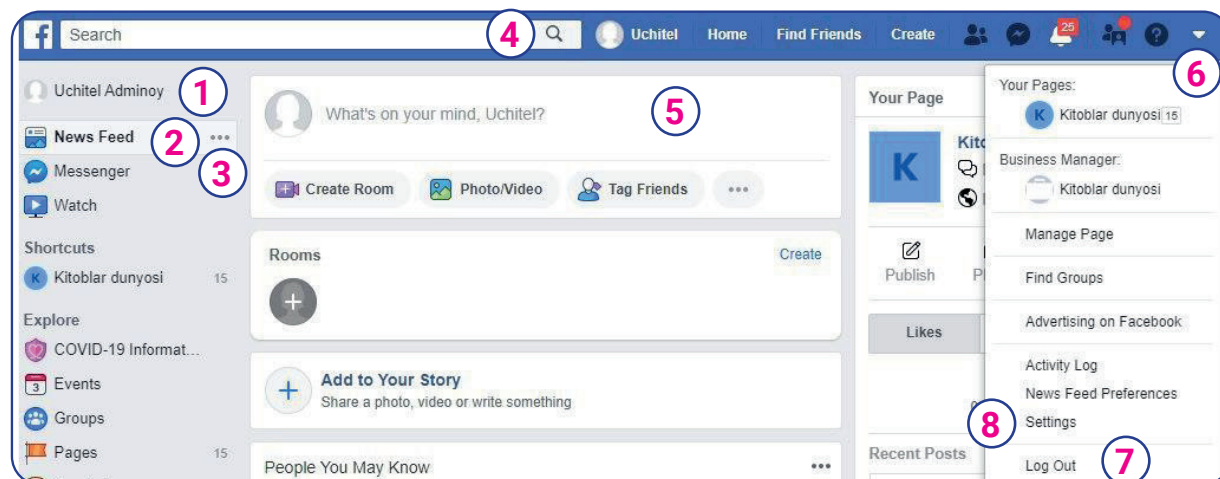 f Search 4 Uchitel Home Find Friends Create 25 ?
6
Uchitel Adminoy 1
News Feed 2 •••
Messenger 3
Watch
Shortcuts
K Kitoblar dunyosi 15
Explore
COVID-19 Informat...
3 Events
Groups
Pages 15
What's on your mind, Uchitel? 5
Create Room Photo/Video Tag Friends •••
Rooms Create
+
+ Add to Your Story
Share a photo, video or write something
People You May Know •••
Your Page
K
Publish
Likes
Recent Posts
Your Pages:
K Kitoblar dunyosi 15
Business Manager:
Kitoblar dunyosi
Manage Page
Find Groups
Advertising on Facebook
Activity Log
News Feed Preferences
8 Settings
Log Out 7